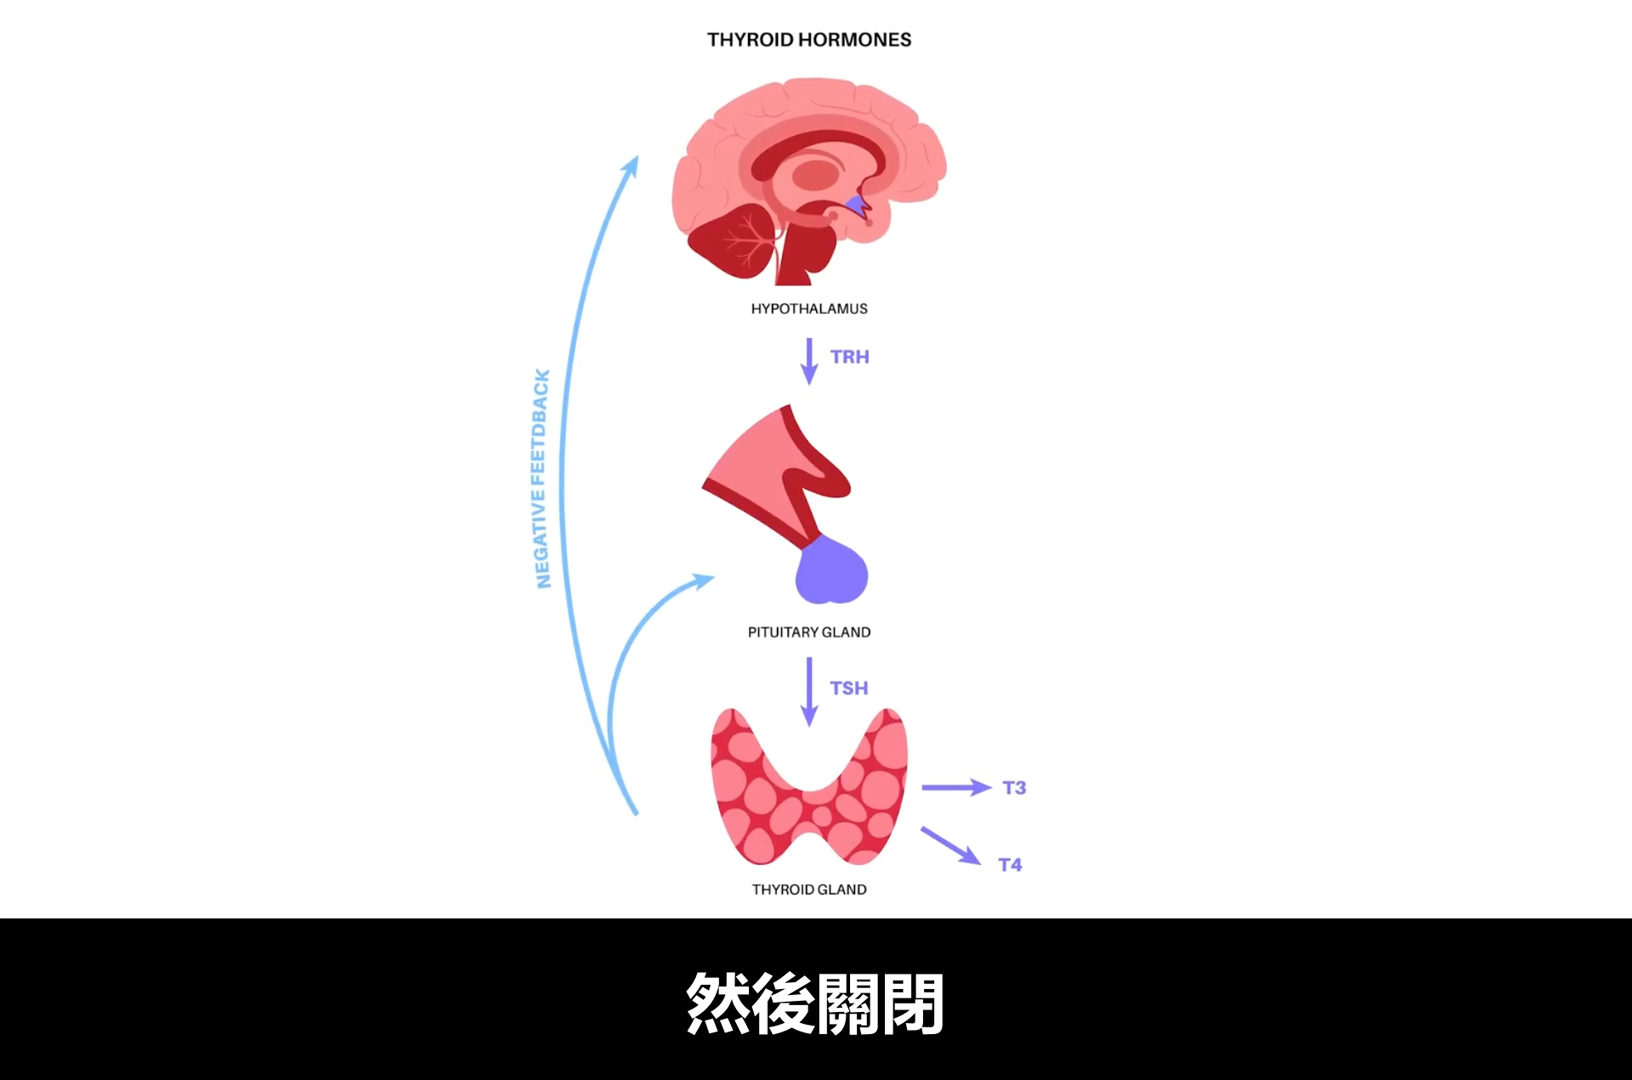 THYROID HORMONES
HYPOTHALAMUS
TRH
NEGATIVE FEETDBACK
PITUITARY GLAND
TSH
T3
T4
THYROID GLAND
然後關閉